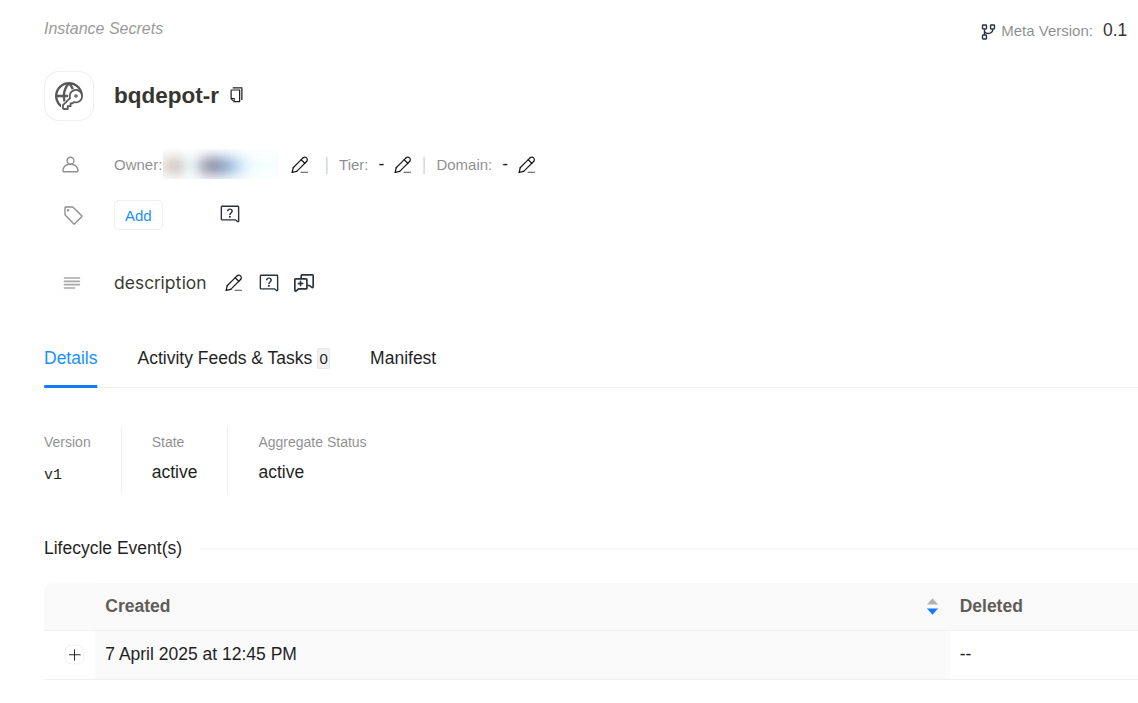 Instance Secrets
Meta Version: 0.1
bqdepot-r
Owner: | Tier: - | Domain: -
Add
description
Details Activity Feeds & Tasks 0 Manifest
Version State Aggregate Status
v1 active active
Lifecycle Event(s)
Created Deleted
7 April 2025 at 12:45 PM --